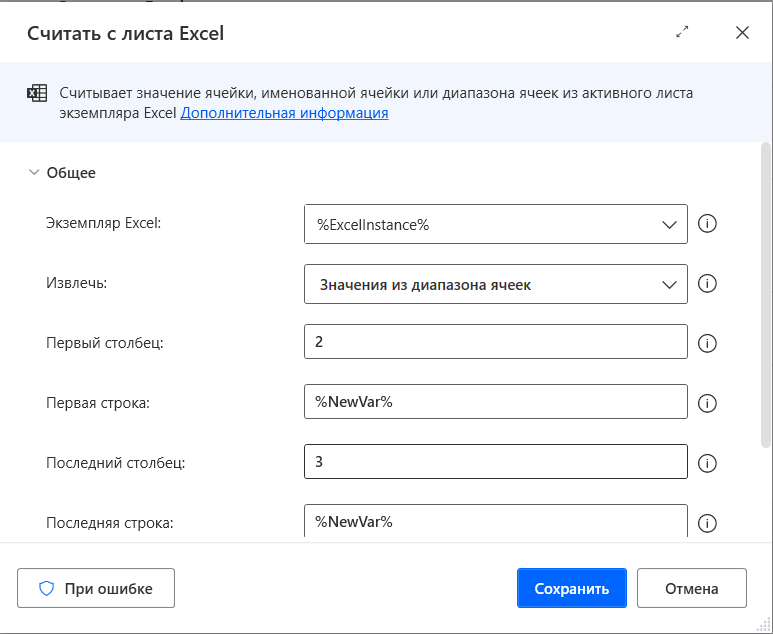 Считать с листа Excel
Считывает значение ячейки, именованной ячейки или диапазона ячеек из активного листа
экземпляра Excel Дополнительная информация
Общее
Экземпляр Excel: %ExcelInstance%
Извлечь: Значения из диапазона ячеек
Первый столбец: 2
Первая строка: %NewVar%
Последний столбец: 3
Последняя строка: %NewVar%
При ошибке Сохранить Отмена